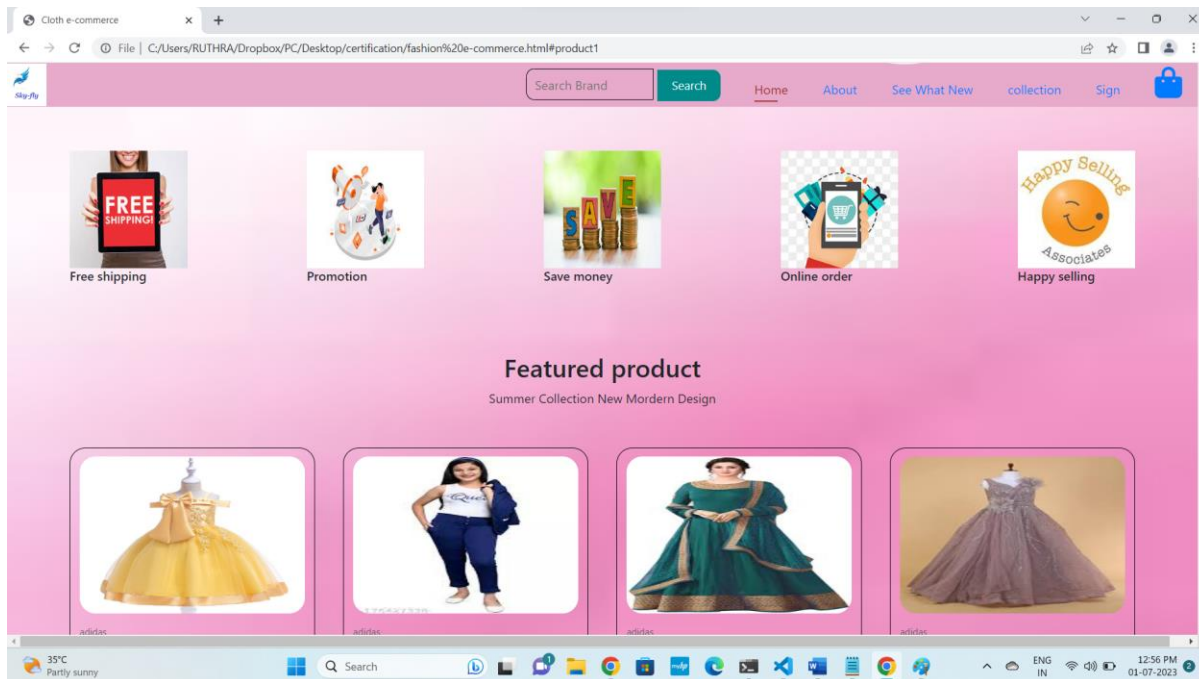 Cloth e-commerce
File | C:/Users/RUTHRA/Dropbox/PC/Desktop/certification/fashion%20e-commerce.html#product1
Sky-fly
Search Brand
Search
Home
About
See What New
collection
Sign
FREE
SHIPPING!
SAVE
HAPPY Selling
Associates
Free shipping
Promotion
Save money
Online order
Happy selling
Featured product
Summer Collection New Mordern Design
adidas
adidas
adidas
adidas
35°C
Partly sunny
Search
ENG
IN
12:56 PM
01-07-2023
2